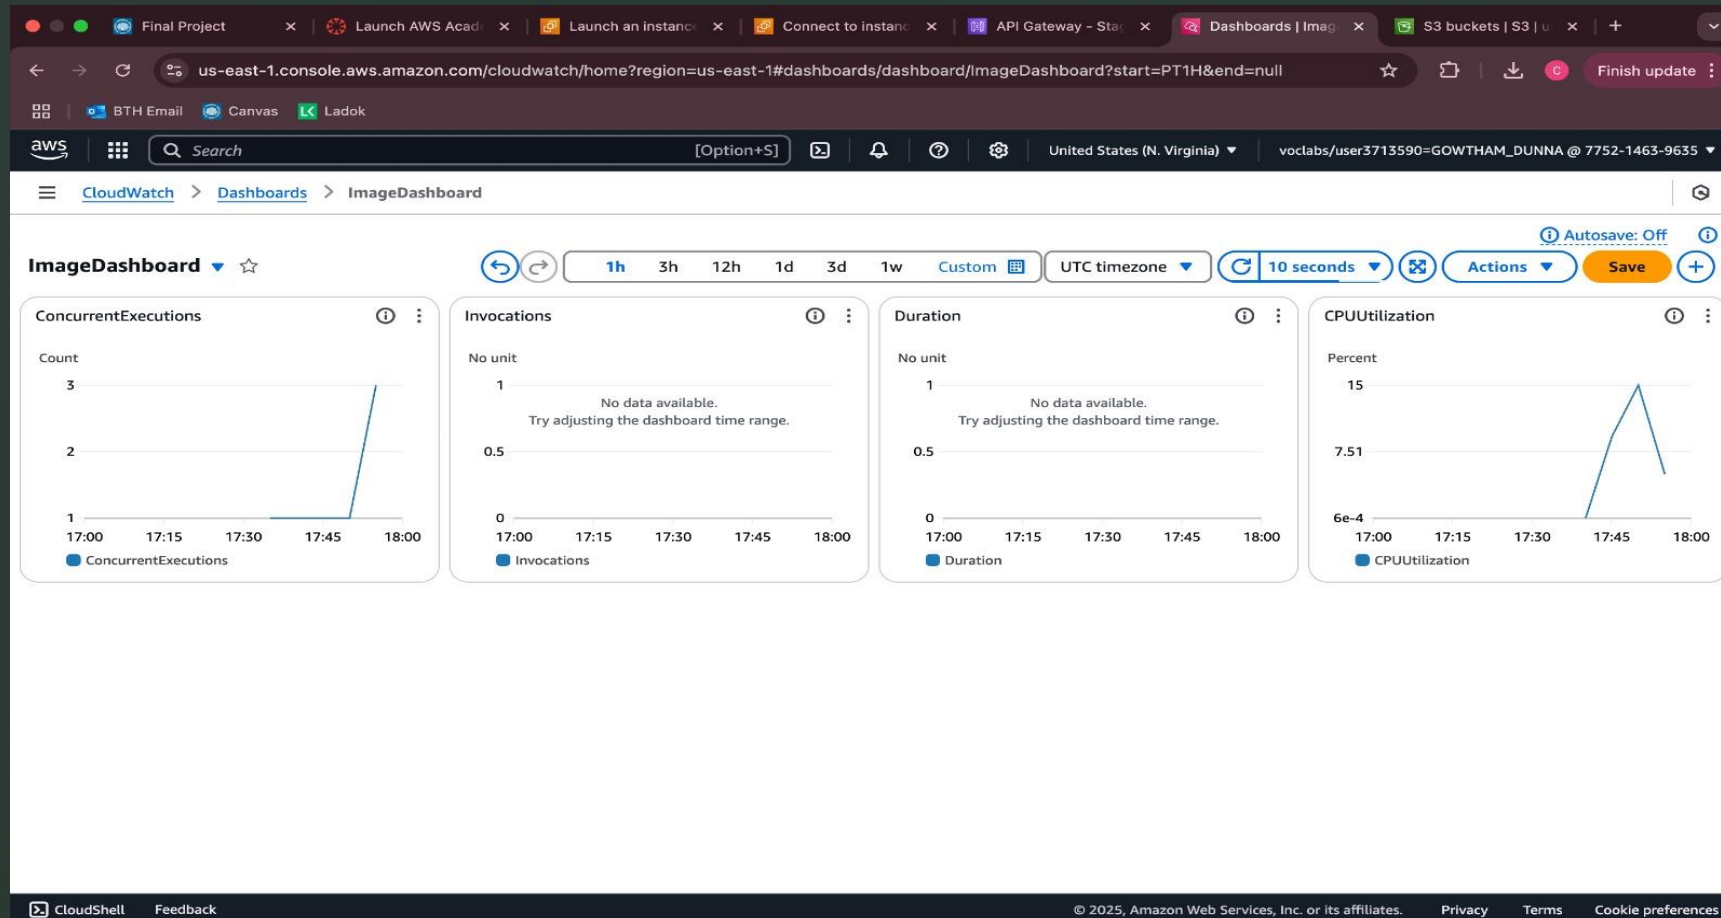 Final Project
Launch AWS Acad
Launch an instance
Connect to instanc
API Gateway - Stag
Dashboards | Imag
S3 buckets | S3 | u
us-east-1.console.aws.amazon.com/cloudwatch/home?region=us-east-1#dashboards/dashboard/ImageDashboard?start=PT1H&end=null
C
Finish update
BTH Email
Canvas
Ladok
aws
Search
[Option+S]
United States (N. Virginia)
voclabs/user3713590=GOWTHAM_DUNNA @ 7752-1463-9635
CloudWatch > Dashboards > ImageDashboard
Autosave: Off
ImageDashboard
1h 3h 12h 1d 3d 1w Custom
UTC timezone
10 seconds
Actions
Save
ConcurrentExecutions
Count
3
2
1
17:00 17:15 17:30 17:45 18:00
ConcurrentExecutions
Invocations
No unit
1
No data available.
Try adjusting the dashboard time range.
0.5
0
17:00 17:15 17:30 17:45 18:00
Invocations
Duration
No unit
1
No data available.
Try adjusting the dashboard time range.
0.5
0
17:00 17:15 17:30 17:45 18:00
Duration
CPUUtilization
Percent
15
7.51
6e-4
17:00 17:15 17:30 17:45 18:00
CPUUtilization
CloudShell Feedback
© 2025, Amazon Web Services, Inc. or its affiliates. Privacy Terms Cookie preferences